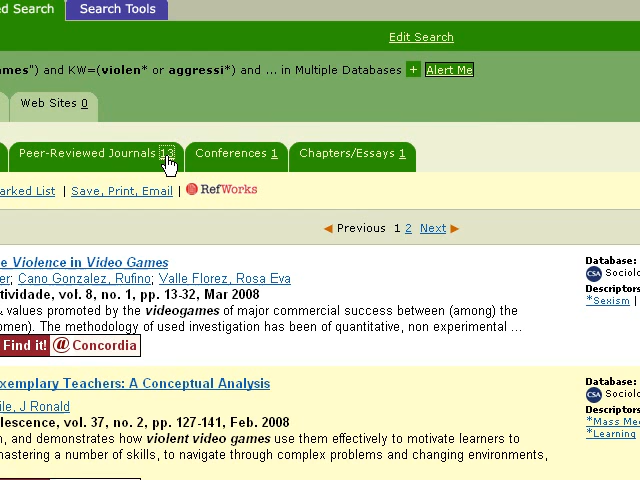 ed Search Search Tools
Edit Search
ames") and KW=(violen* or aggressi*) and ... in Multiple Databases + Alert Me
Web Sites 0
Peer-Reviewed Journals 13 Conferences 1 Chapters/Essays 1
arked List | Save, Print, Email | RefWorks
Previous 1 2 Next
e Violence in Video Games
er; Cano Gonzalez, Rufino; Valle Florez, Rosa Eva
tividade, vol. 8, no. 1, pp. 13-32, Mar 2008
& values promoted by the videogames of major commercial success between (among) the
omen). The methodology of used investigation has been of quantitative, non experimental ...
Find it! @ Concordia
Database:
CSA Sociolo
Descriptors
*Sexism |
xemplary Teachers: A Conceptual Analysis
ile, J Ronald
lescence, vol. 37, no. 2, pp. 127-141, Feb. 2008
n, and demonstrates how violent video games use them effectively to motivate learners to
mastering a number of skills, to navigate through complex problems and changing environments,
Database:
CSA Sociolo
Descriptors
*Mass Me
*Learning